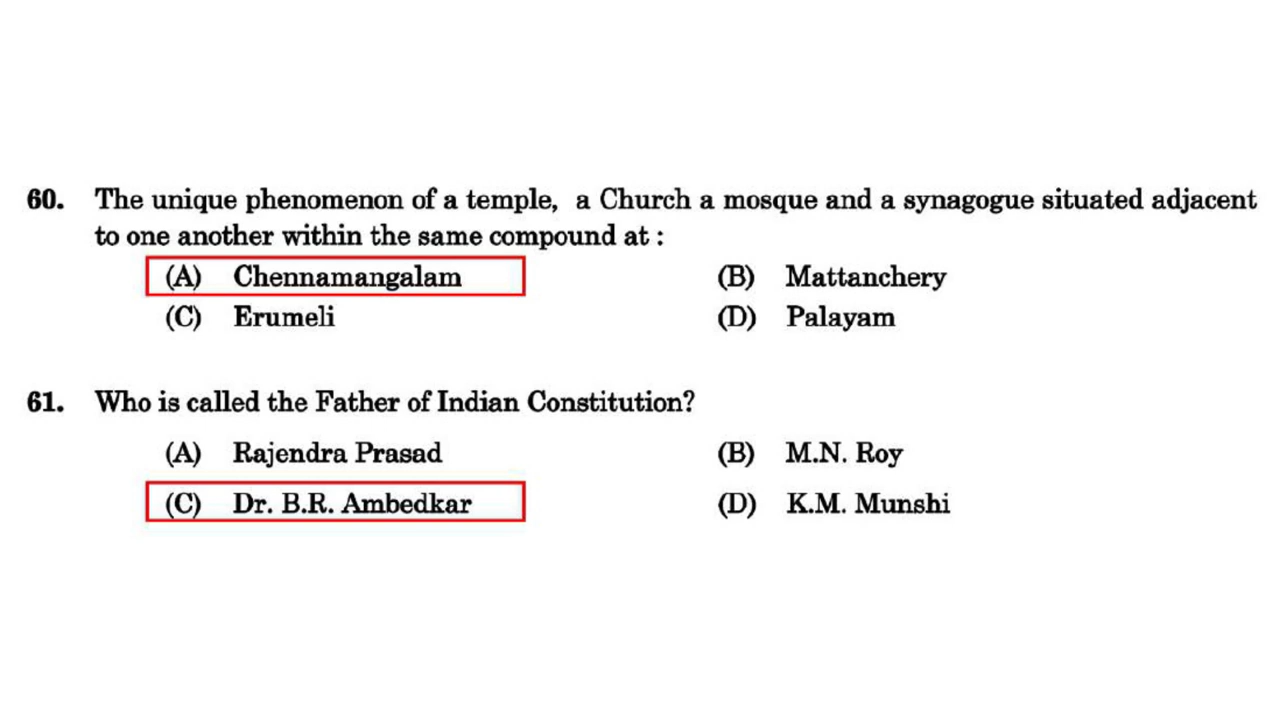 60. The unique phenomenon of a temple, a Church a mosque and a synagogue situated adjacent
to one another within the same compound at :
(A) Chennamangalam (B) Mattanchery
(C) Erumeli (D) Palayam
61. Who is called the Father of Indian Constitution?
(A) Rajendra Prasad (B) M.N. Roy
(C) Dr. B.R. Ambedkar (D) K.M. Munshi